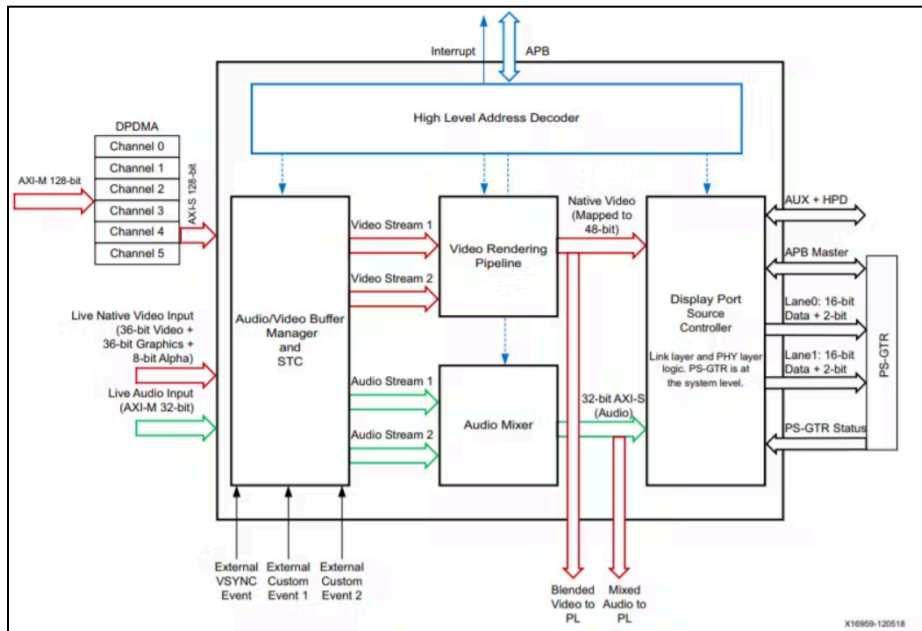 Interrupt
APB
High Level Address Decoder
DPDMA
Channel 0
Channel 1
Channel 2
Channel 3
Channel 4
Channel 5
AXI-M 128-bit
AXI-S 128-bit
Live Native Video Input
(36-bit Video +
36-bit Graphics +
8-bit Alpha)
Live Audio Input
(AXI-M 32-bit)
Audio/Video Buffer
Manager
and
STC
Video Stream 1
Video Stream 2
Audio Stream 1
Audio Stream 2
Video Rendering
Pipeline
Audio Mixer
Native Video
(Mapped to
48-bit)
32-bit AXI-S
(Audio)
Display Port
Source
Controller
Link layer and PHY layer
logic. PS-GTR is at
the system level.
AUX + HPD
APB Master
Lane0: 16-bit
Data + 2-bit
Lane1: 16-bit
Data + 2-bit
PS-GTR Status
PS-GTR
External
VSYNC
Event
External
Custom
Event 1
External
Custom
Event 2
Blended
Video to
PL
Mixed
Audio to
PL
X16959-120518